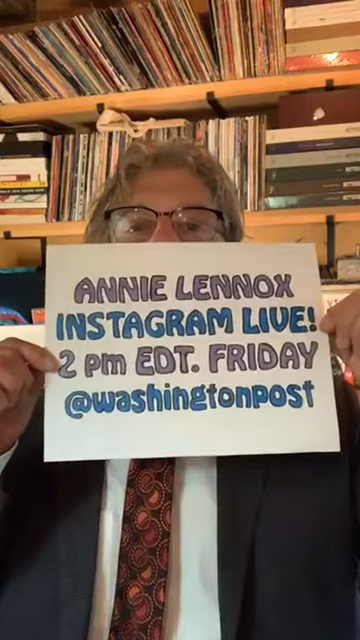 ANNIE LENNOX
INSTAGRAM LIVE!
2 pm EDT. FRIDAY
@washingtonpost